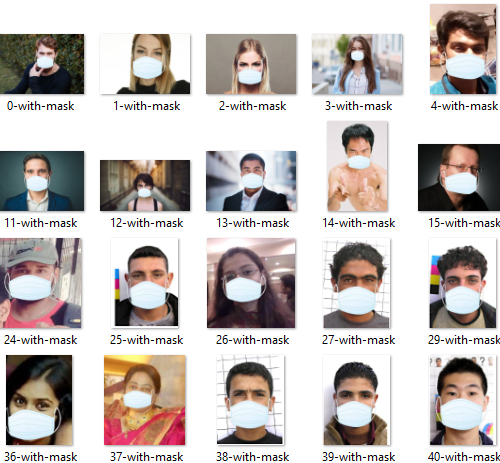 0-with-mask
1-with-mask
2-with-mask
3-with-mask
4-with-mask
11-with-mask
12-with-mask
13-with-mask
14-with-mask
15-with-mask
24-with-mask
25-with-mask
26-with-mask
27-with-mask
29-with-mask
36-with-mask
37-with-mask
38-with-mask
39-with-mask
40-with-mask